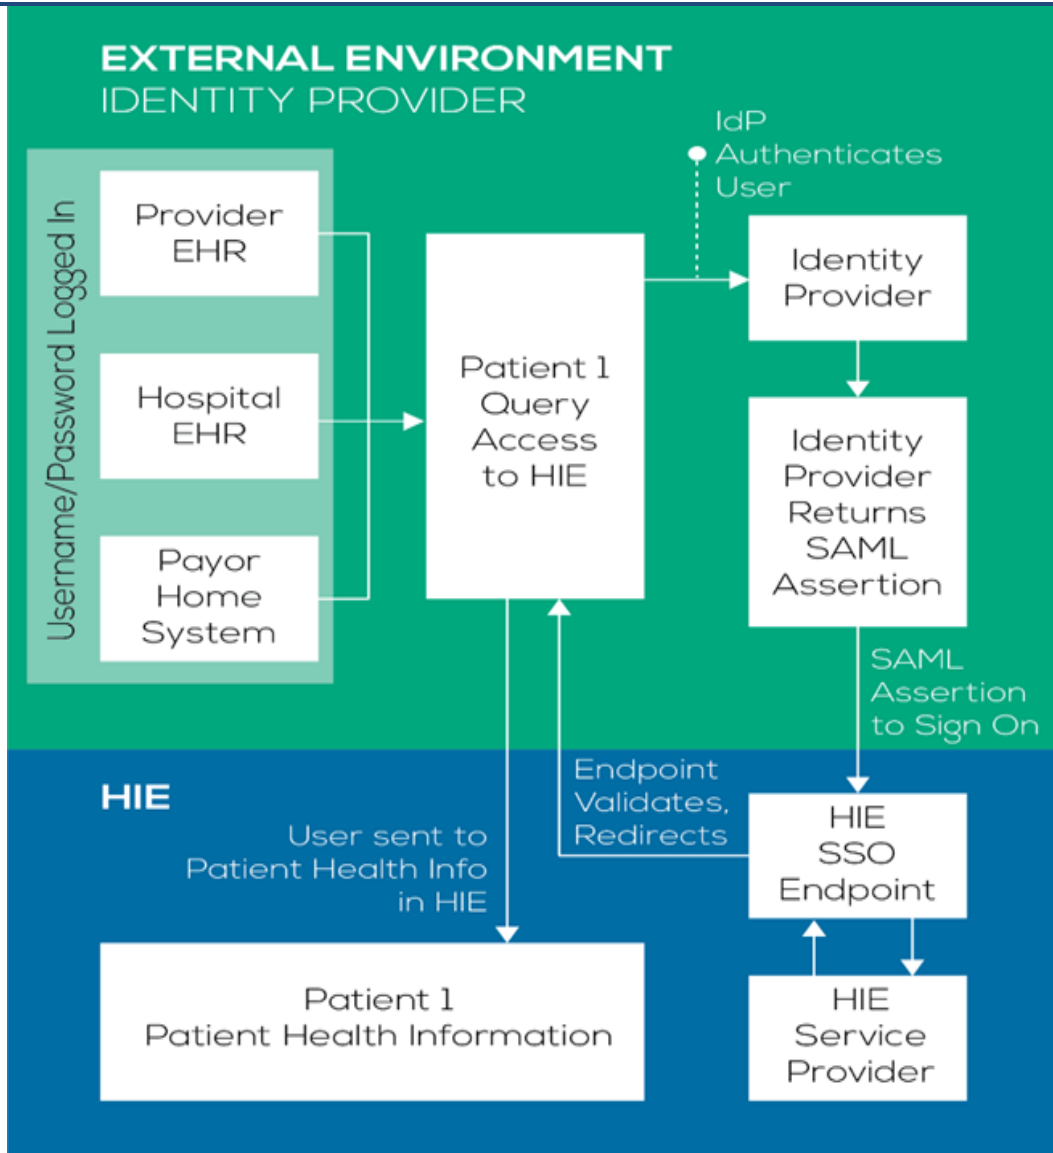 EXTERNAL ENVIRONMENT
IDENTITY PROVIDER
Username/Password Logged In
Provider
EHR
Hospital
EHR
Payor
Home
System
Patient 1
Query
Access
to HIE
IdP
Authenticates
User
Identity
Provider
Identity
Provider
Returns
SAML
Assertion
SAML
Assertion
to Sign On
HIE
User sent to
Patient Health Info
in HIE
Endpoint
Validates,
Redirects
HIE
SSO
Endpoint
Patient 1
Patient Health Information
HIE
Service
Provider